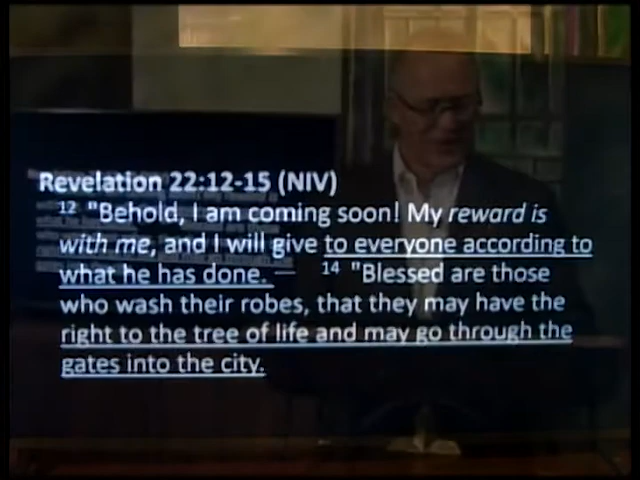 Revelation 22:12-15 (NIV)
12 "Behold, I am coming soon! My reward is
with me, and I will give to everyone according to
what he has done. — 14 "Blessed are those
who wash their robes, that they may have the
right to the tree of life and may go through the
gates into the city.